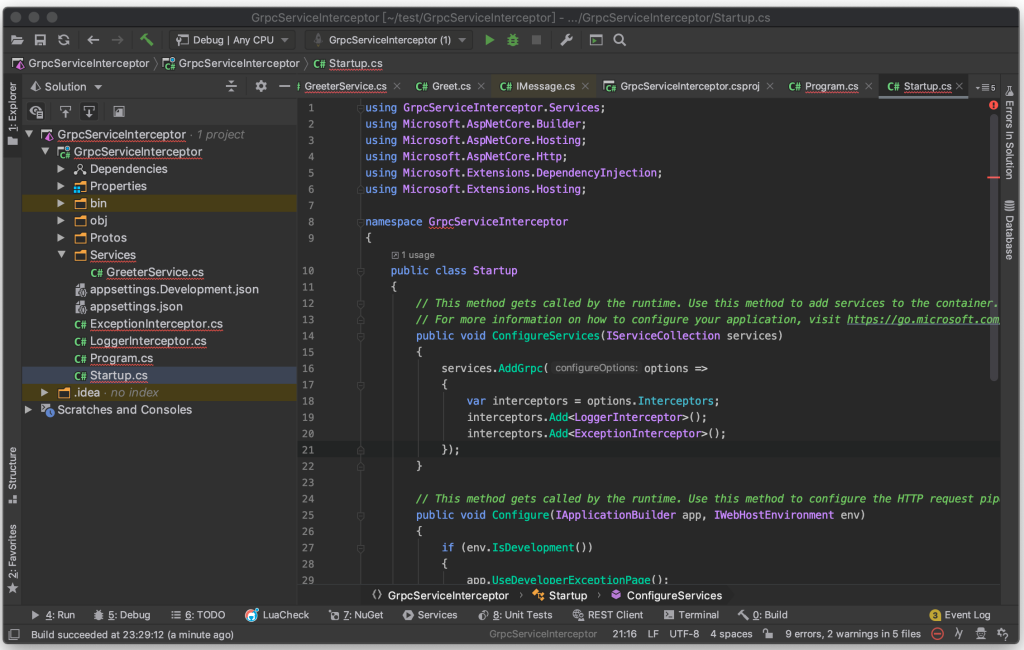 GrpcServiceInterceptor [~/test/GrpcServiceInterceptor] - .../GrpcServiceInterceptor/Startup.cs
Debug | Any CPU
GrpcServiceInterceptor (1)
GrpcServiceInterceptor
GrpcServiceInterceptor
C# Startup.cs
1: Explorer
Solution
GreeterService.cs
C# Greet.cs
C# IMessage.cs
GrpcServiceInterceptor.csproj
C# Program.cs
C# Startup.cs
5
GrpcServiceInterceptor · 1 project
GrpcServiceInterceptor
Dependencies
Properties
bin
obj
Protos
Services
C# GreeterService.cs
appsettings.Development.json
appsettings.json
C# ExceptionInterceptor.cs
C# LoggerInterceptor.cs
C# Program.cs
C# Startup.cs
.idea · no index
Scratches and Consoles
Structure
2: Favorites
1 using GrpcServiceInterceptor.Services;
2 using Microsoft.AspNetCore.Builder;
3 using Microsoft.AspNetCore.Hosting;
4 using Microsoft.AspNetCore.Http;
5 using Microsoft.Extensions.DependencyInjection;
6 using Microsoft.Extensions.Hosting;
7
8 namespace GrpcServiceInterceptor
9 {
1 usage
10 public class Startup
11 {
12 // This method gets called by the runtime. Use this method to add services to the container.
13 // For more information on how to configure your application, visit https://go.microsoft.com
14 public void ConfigureServices(IServiceCollection services)
15 {
16 services.AddGrpc( configureOptions: options =>
17 {
18 var interceptors = options.Interceptors;
19 interceptors.Add<LoggerInterceptor>();
20 interceptors.Add<ExceptionInterceptor>();
21 });
22 }
23
24 // This method gets called by the runtime. Use this method to configure the HTTP request pip
25 public void Configure(IApplicationBuilder app, IWebHostEnvironment env)
26 {
27 if (env.IsDevelopment())
28 {
29 app.UseDeveloperExceptionPage();
Errors In Solution
Database
GrpcServiceInterceptor
Startup
ConfigureServices
4: Run
5: Debug
6: TODO
LuaCheck
7: NuGet
Services
8: Unit Tests
REST Client
Terminal
0: Build
3 Event Log
Build succeeded at 23:29:12 (a minute ago)
GrpcServiceInterceptor
21:16
LF
UTF-8
4 spaces
9 errors, 2 warnings in 5 files